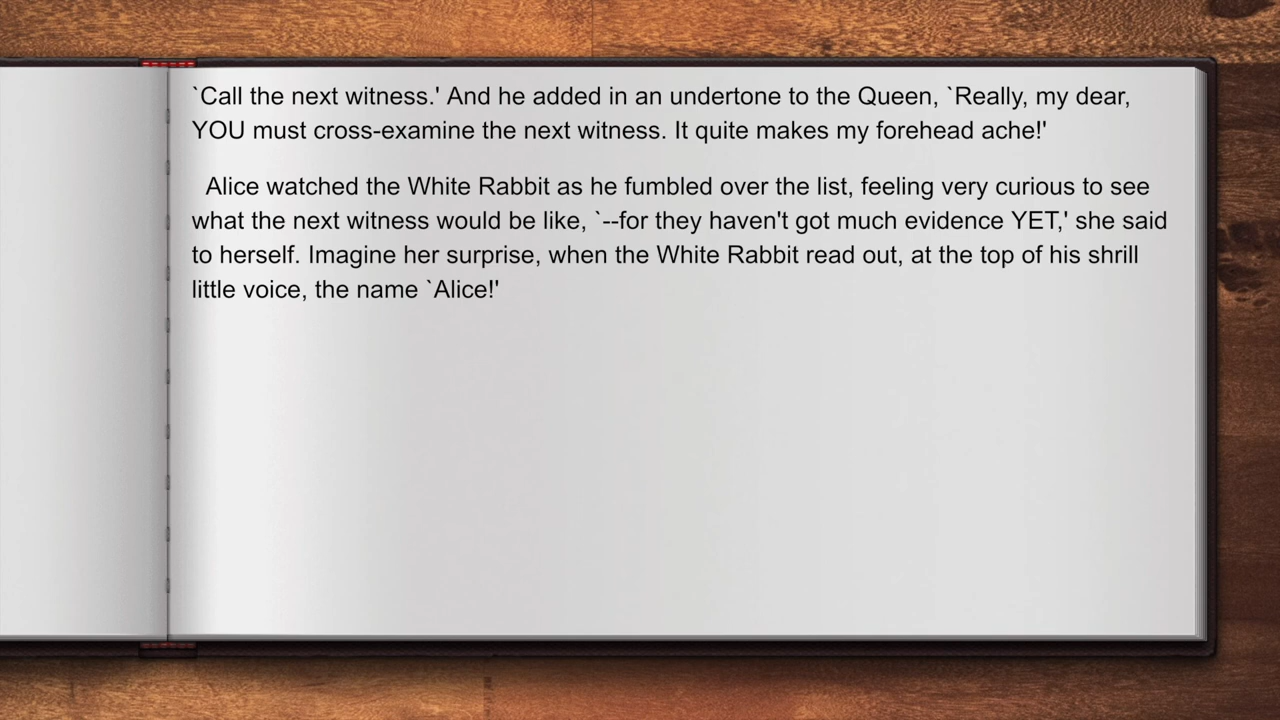 `Call the next witness.' And he added in an undertone to the Queen, `Really, my dear,
YOU must cross-examine the next witness. It quite makes my forehead ache!'
Alice watched the White Rabbit as he fumbled over the list, feeling very curious to see
what the next witness would be like, `--for they haven't got much evidence YET,' she said
to herself. Imagine her surprise, when the White Rabbit read out, at the top of his shrill
little voice, the name `Alice!'